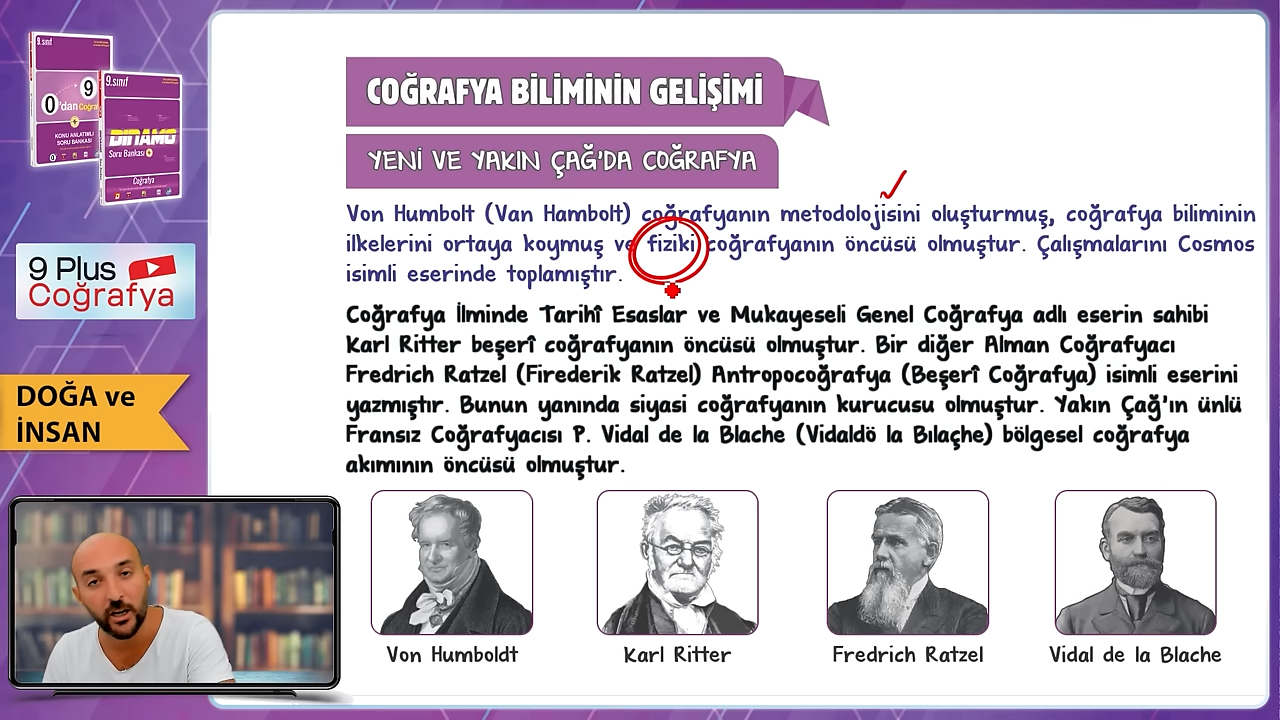 9.sınıf
0'dan 9
KONU ANLATIMLI
SORU BANKASI
9.sınıf
DİNAMO
Soru Bankası
Coğrafya
9 Plus
Coğrafya
DOĞA ve
İNSAN
COĞRAFYA BİLİMİNİN GELİŞİMİ
YENİ VE YAKIN ÇAĞ'DA COĞRAFYA
Von Humbolt (Van Hambolt) coğrafyanın metodolojisini oluşturmuş, coğrafya biliminin
ilkelerini ortaya koymuş ve fiziki coğrafyanın öncüsü olmuştur. Çalışmalarını Cosmos
isimli eserinde toplamıştır.
Coğrafya İlminde Tarihî Esaslar ve Mukayeseli Genel Coğrafya adlı eserin sahibi
Karl Ritter beşerî coğrafyanın öncüsü olmuştur. Bir diğer Alman Coğrafyacı
Fredrich Ratzel (Firederik Ratzel) Antropocoğrafya (Beşerî Coğrafya) isimli eserini
yazmıştır. Bunun yanında siyasi coğrafyanın kurucusu olmuştur. Yakın Çağ'ın ünlü
Fransız Coğrafyacısı P. Vidal de la Blache (Vidaldö la Bılaçhe) bölgesel coğrafya
akımının öncüsü olmuştur.
Von Humboldt
Karl Ritter
Fredrich Ratzel
Vidal de la Blache